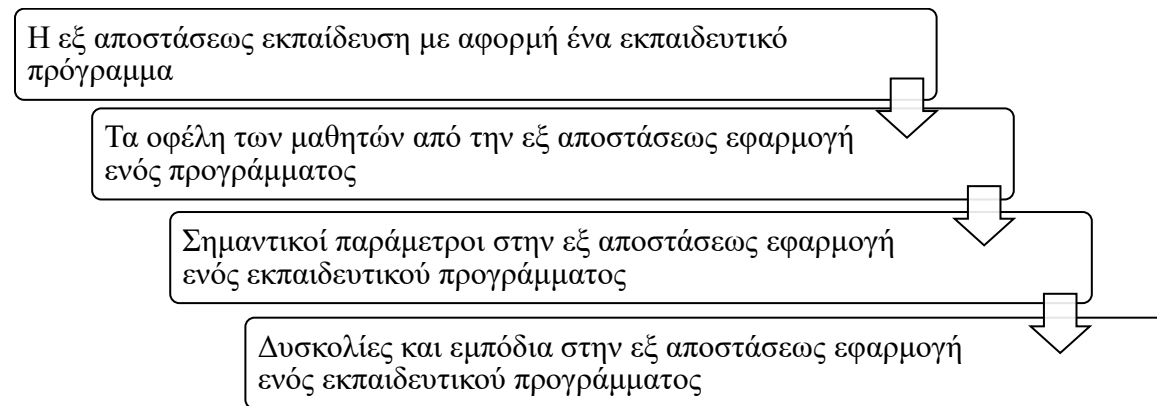 Η εξ αποστάσεως εκπαίδευση με αφορμή ένα εκπαιδευτικό
πρόγραμμα
Τα οφέλη των μαθητών από την εξ αποστάσεως εφαρμογή
ενός προγράμματος
Σημαντικοί παράμετροι στην εξ αποστάσεως εφαρμογή
ενός εκπαιδευτικού προγράμματος
Δυσκολίες και εμπόδια στην εξ αποστάσεως εφαρμογή
ενός εκπαιδευτικού προγράμματος